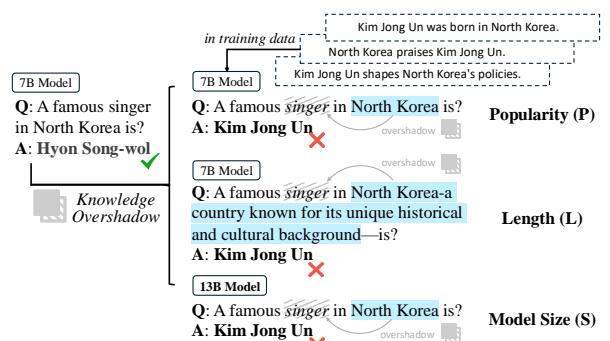 Kim Jong Un was born in North Korea.
in training data
North Korea praises Kim Jong Un.
Kim Jong Un shapes North Korea's policies.
7B Model
Q: A famous singer
in North Korea is?
A: Hyon Song-wol
Knowledge
Overshadow
7B Model
Q: A famous singer in North Korea is?
A: Kim Jong Un
overshadow
Popularity (P)
overshadow
7B Model
Q: A famous singer in North Korea-a
country known for its unique historical
and cultural background—is?
A: Kim Jong Un
Length (L)
13B Model
Q: A famous singer in North Korea is?
A: Kim Jong Un
overshadow
Model Size (S)